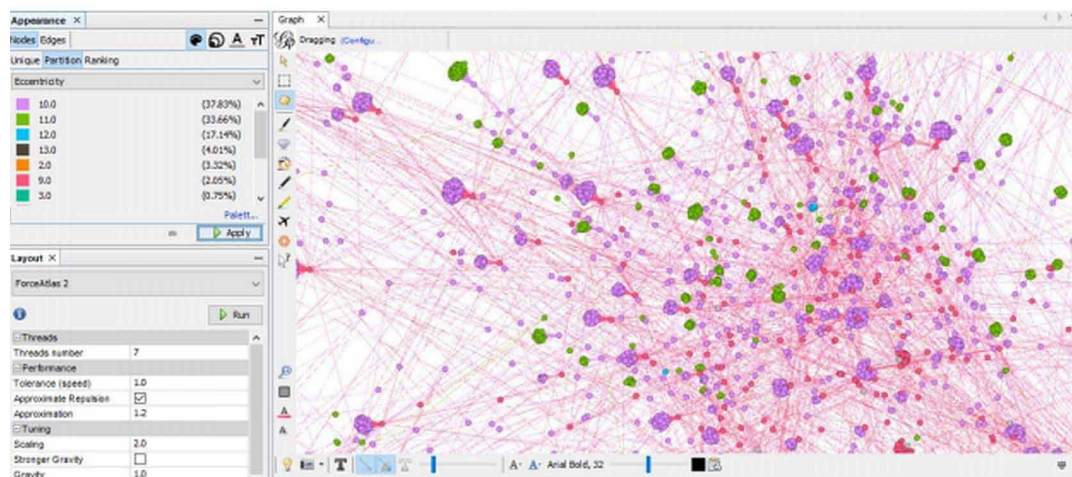 Appearance
Nodes Edges
Unique Partition Ranking
Eccentricity
10.0 (37.83%)
11.0 (33.66%)
12.0 (17.14%)
13.0 (4.01%)
2.0 (3.32%)
9.0 (2.05%)
3.0 (0.75%)
Palett...
Apply
Layout
ForceAtlas 2
Run
Threads
Threads number 7
Performance
Tolerance (speed) 1.0
Approximate Repulsion
Approximation 1.2
Tuning
Scaling 2.0
Stronger Gravity
Gravity 1.0
Graph
Dragging (Configu...
Arial Bold, 32